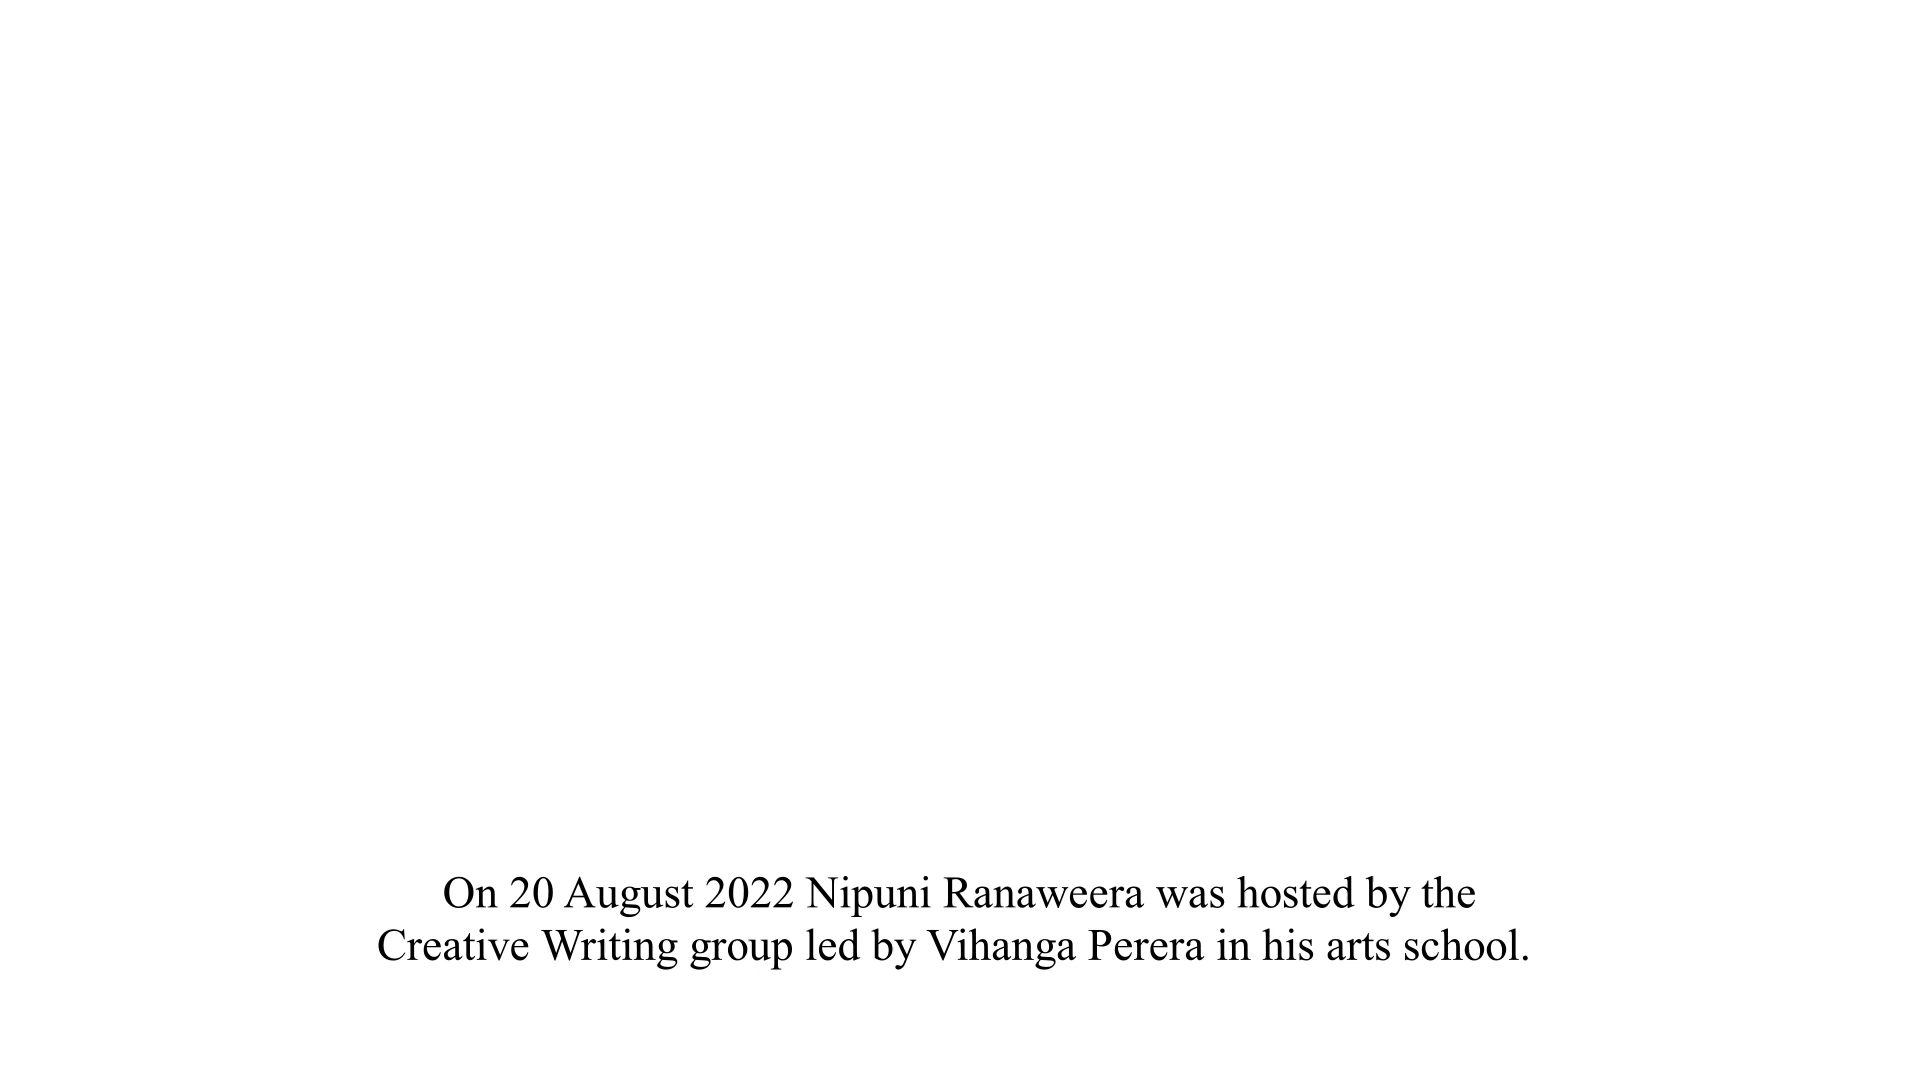 On 20 August 2022 Nipuni Ranaweera was hosted by the
Creative Writing group led by Vihanga Perera in his arts school.